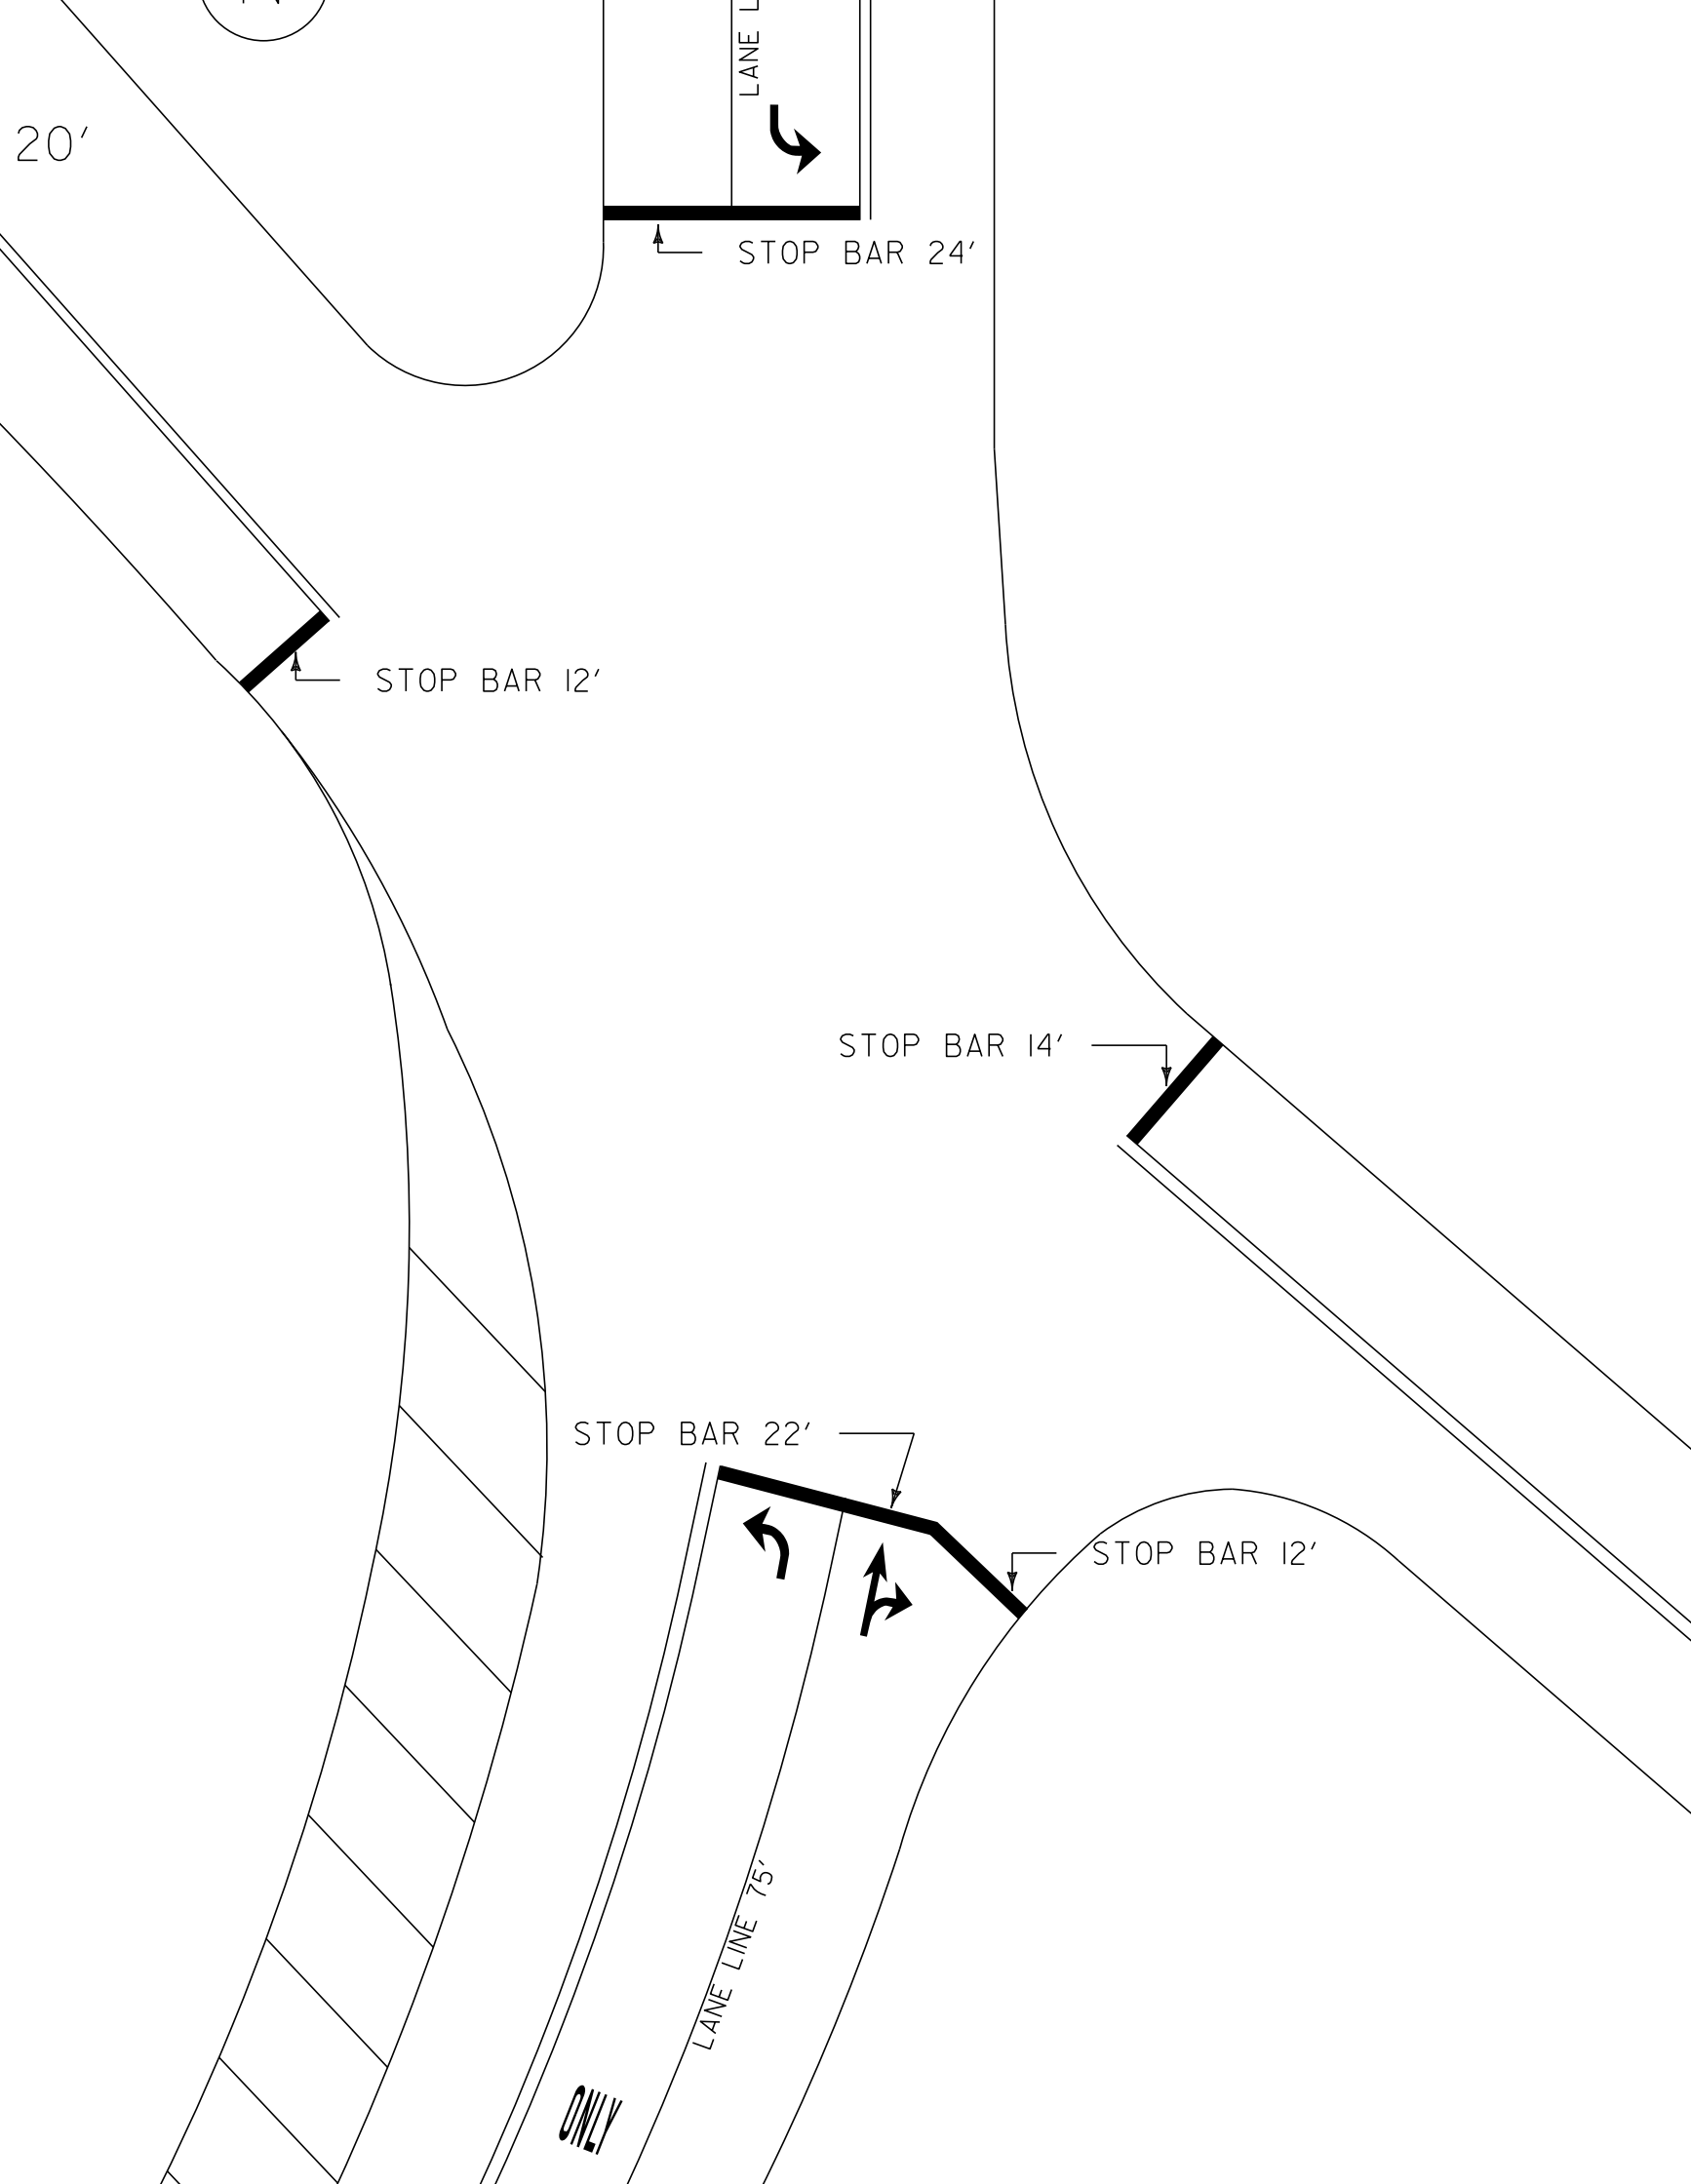 LANE L
20'
STOP BAR 24'
STOP BAR 12'
STOP BAR 14'
STOP BAR 22'
STOP BAR 12'
LANE LINE 75'
ONLY